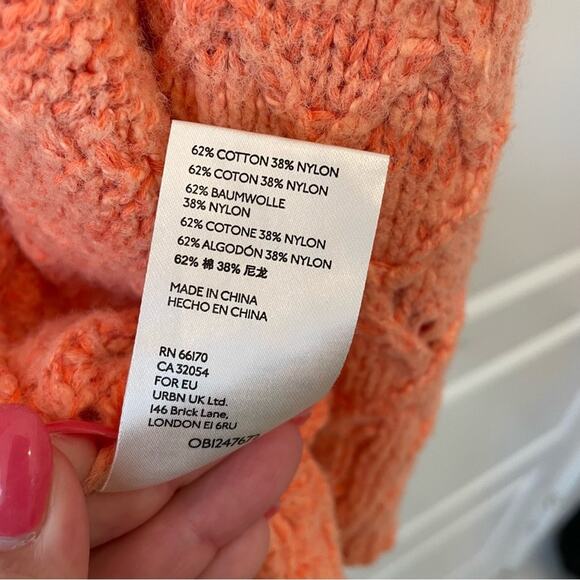 62% COTTON 38% NYLON
62% COTON 38% NYLON
62% BAUMWOLLE
38% NYLON
62% COTONE 38% NYLON
62% ALGODÓN 38% NYLON
62% 棉 38% 尼龙
MADE IN CHINA
HECHO EN CHINA
RN 66170
CA 32054
FOR EU
URBN UK Ltd.
146 Brick Lane,
LONDON E1 6RU